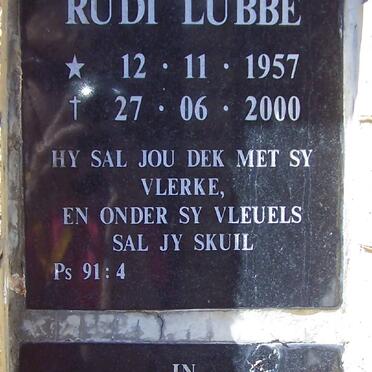 RUDI LUBBE
★ 12 · 11 · 1957
† 27 · 06 · 2000
HY SAL JOU DEK MET SY
VLERKE,
EN ONDER SY VLEUELS
SAL JY SKUIL
Ps 91:4
IN